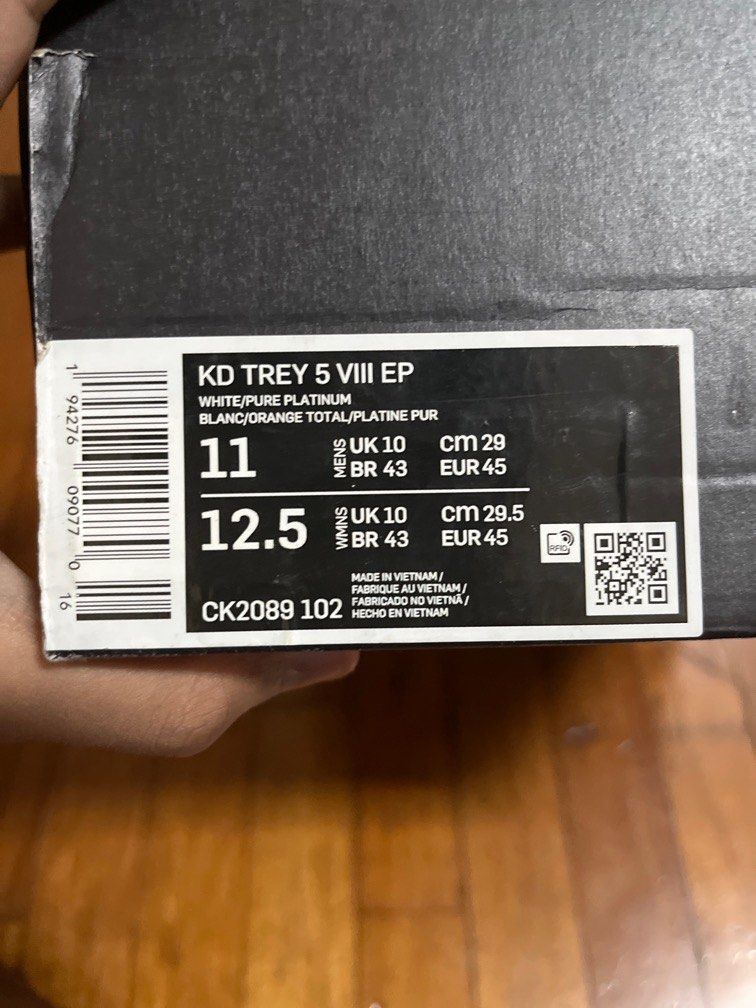 KD TREY 5 VIII EP
WHITE/PURE PLATINUM
BLANC/ORANGE TOTAL/PLATINE PUR
11 MENS UK 10 cm 29
BR 43 EUR 45
12.5 WMNS UK 10 cm 29.5
BR 43 EUR 45
RFID
CK2089 102
MADE IN VIETNAM /
FABRIQUE AU VIETNAM /
FABRICADO NO VIETNÃ /
HECHO EN VIETNAM
1 94276 09077 0 16